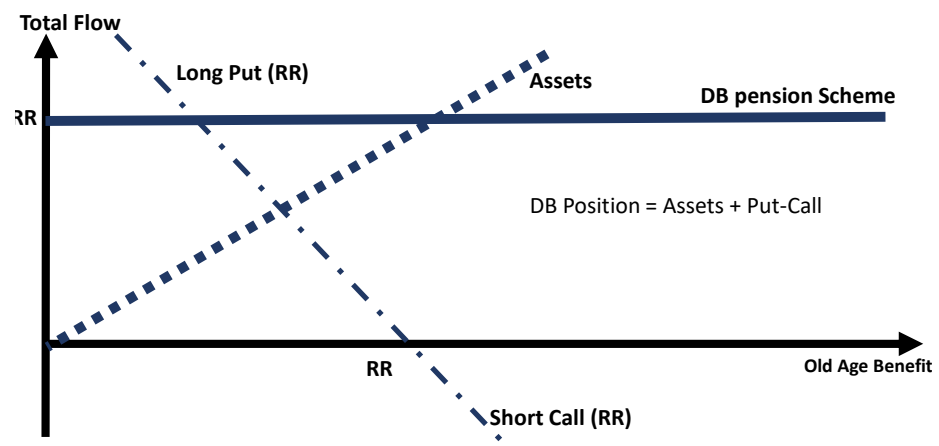 Total Flow
Long Put (RR)
Assets
DB pension Scheme
RR
DB Position = Assets + Put-Call
RR
Old Age Benefit
Short Call (RR)